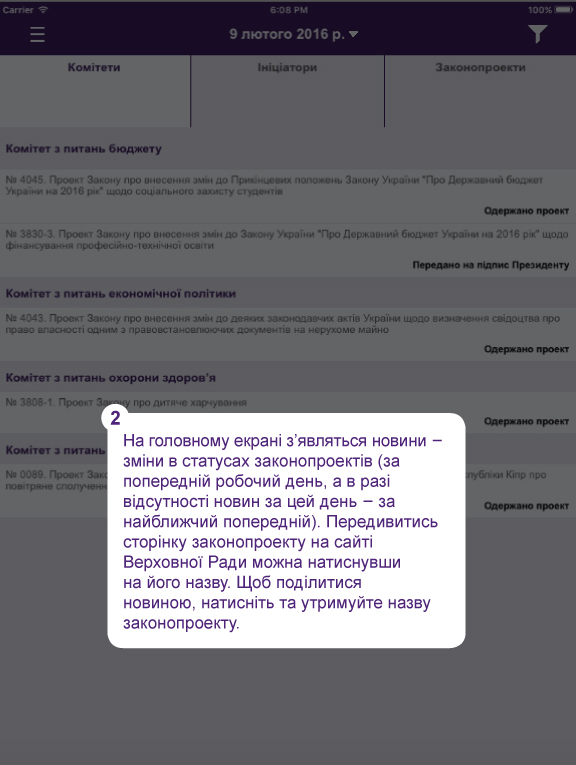 Carrier 6:08 PM 100%
9 лютого 2016 р.
Комітети Ініціатори Законопроекти
Комітет з питань бюджету
№ 4045. Проект Закону про внесення змін до Прикінцевих положень Закону України "Про Державний бюджет
України на 2016 рік" щодо соціального захисту студентів
Одержано проект
№ 3830-3. Проект Закону про внесення змін до Закону України "Про Державний бюджет України на 2016 рік" щодо
фінансування професійно-технічної освіти
Передано на підпис Президенту
Комітет з питань економічної політики
№ 4043. Проект Закону про внесення змін до деяких законодавчих актів України щодо визначення свідоцтва про
право власності одним з правовстановлюючих документів на нерухоме майно
Одержано проект
Комітет з питань охорони здоров'я
№ 3808-1. Проект Закону про дитяче харчування
Одержано проект
2
Комітет з питань
№ 0089. Проект Зако спубліки Кіпр про
повітряне сполучен
Одержано проект
На головному екрані з’являться новини –
зміни в статусах законопроектів (за
попередній робочий день, а в разі
відсутності новин за цей день – за
найближчий попередній). Передивитись
сторінку законопроекту на сайті
Верховної Ради можна натиснувши
на його назву. Щоб поділитися
новиною, натисніть та утримуйте назву
законопроекту.